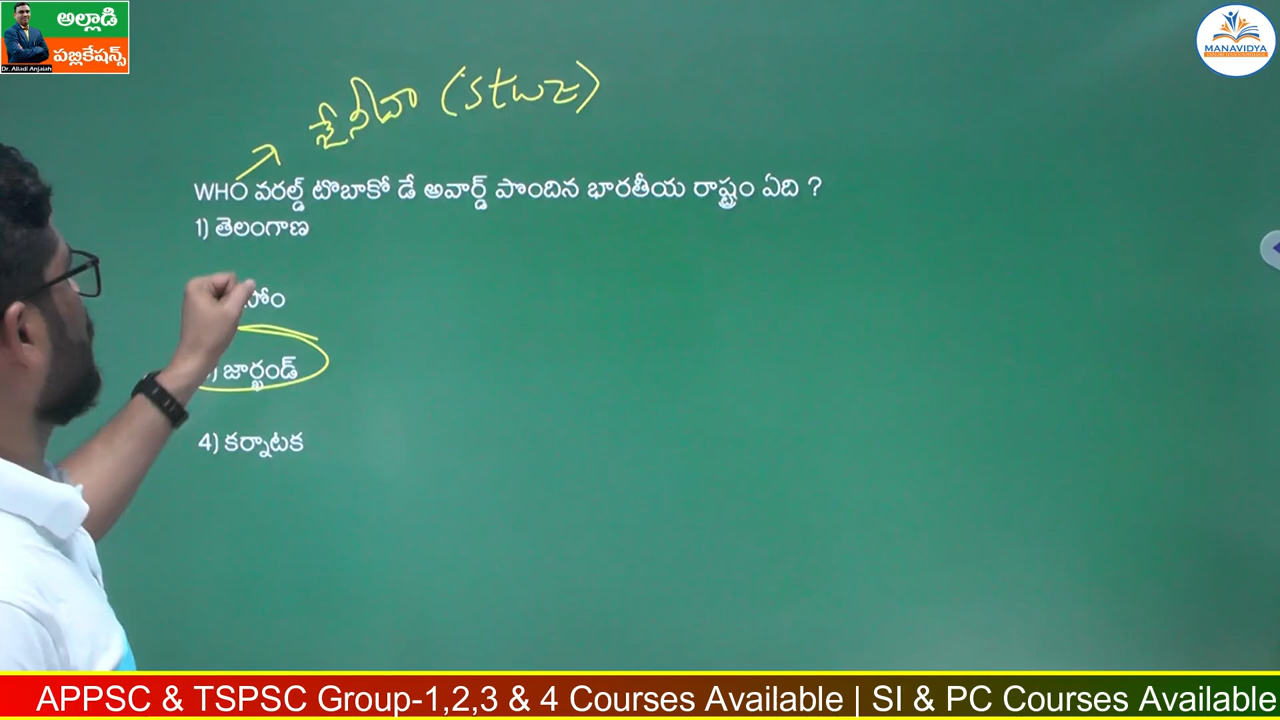 అల్లాడి
పబ్లికేషన్స్
Dr. Alladi Anjaiah
MANAVIDYA
జేనీవా (stwz)
WHO వరల్డ్ టొబాకో డే అవార్డ్ పొందిన భారతీయ రాష్ట్రం ఏది ?
1) తెలంగాణ
సోం
) జార్ఖండ్
4) కర్నాటక
APPSC & TSPSC Group-1,2,3 & 4 Courses Available | SI & PC Courses Available